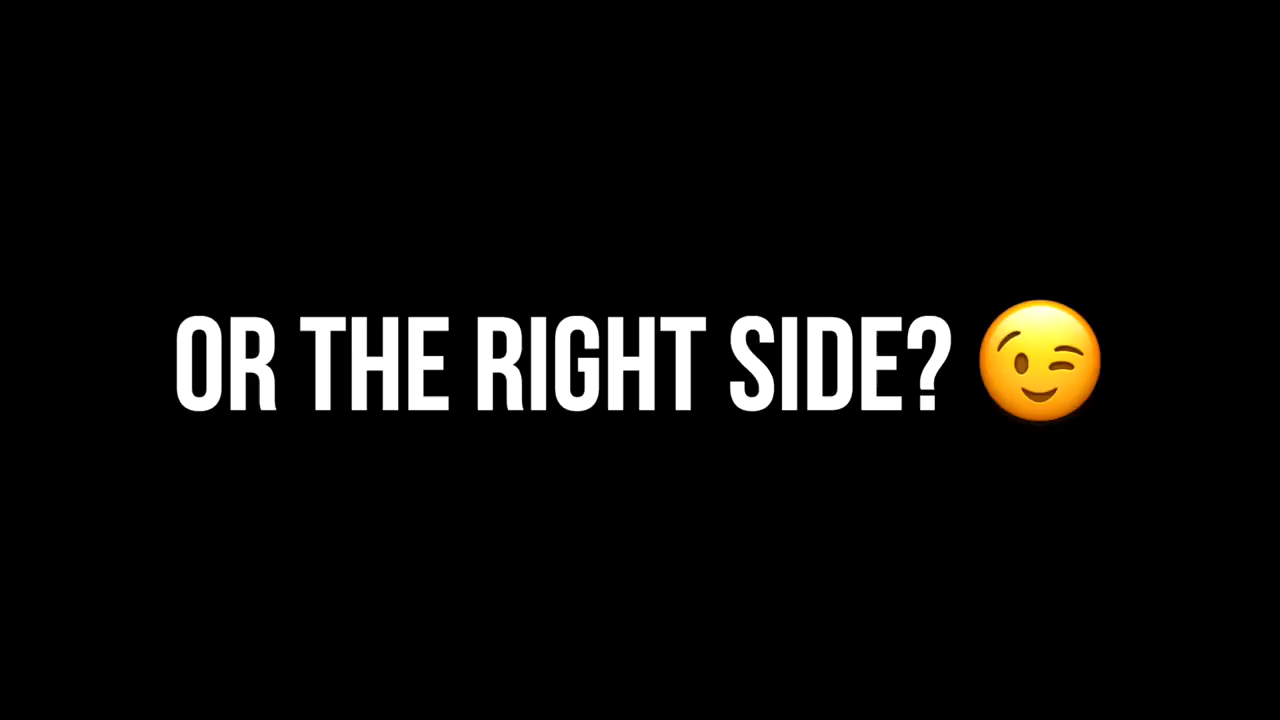 OR THE RIGHT SIDE? 😉